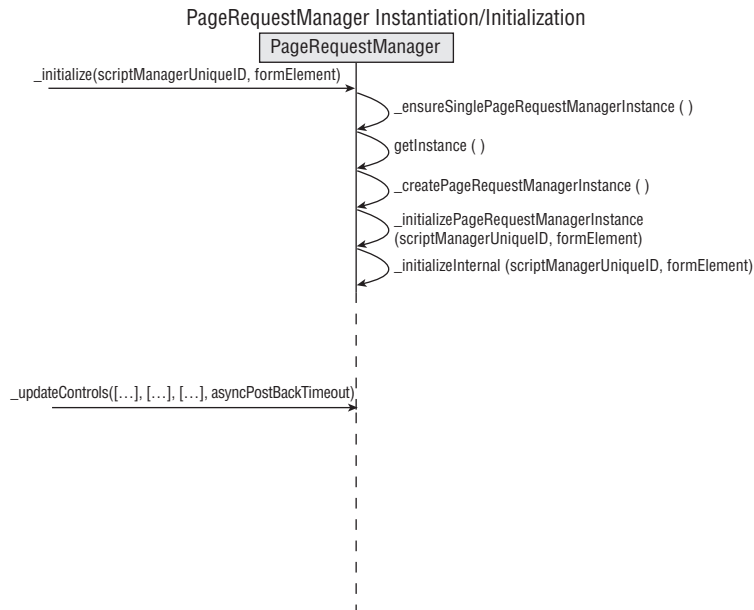 PageRequestManager Instantiation/Initialization
PageRequestManager
_initialize(scriptManagerUniqueID, formElement)
_ensureSinglePageRequestManagerInstance ( )
getInstance ( )
_createPageRequestManagerInstance ( )
_initializePageRequestManagerInstance
(scriptManagerUniqueID, formElement)
_initializeInternal (scriptManagerUniqueID, formElement)
_updateControls([…], […], […], asyncPostBackTimeout)